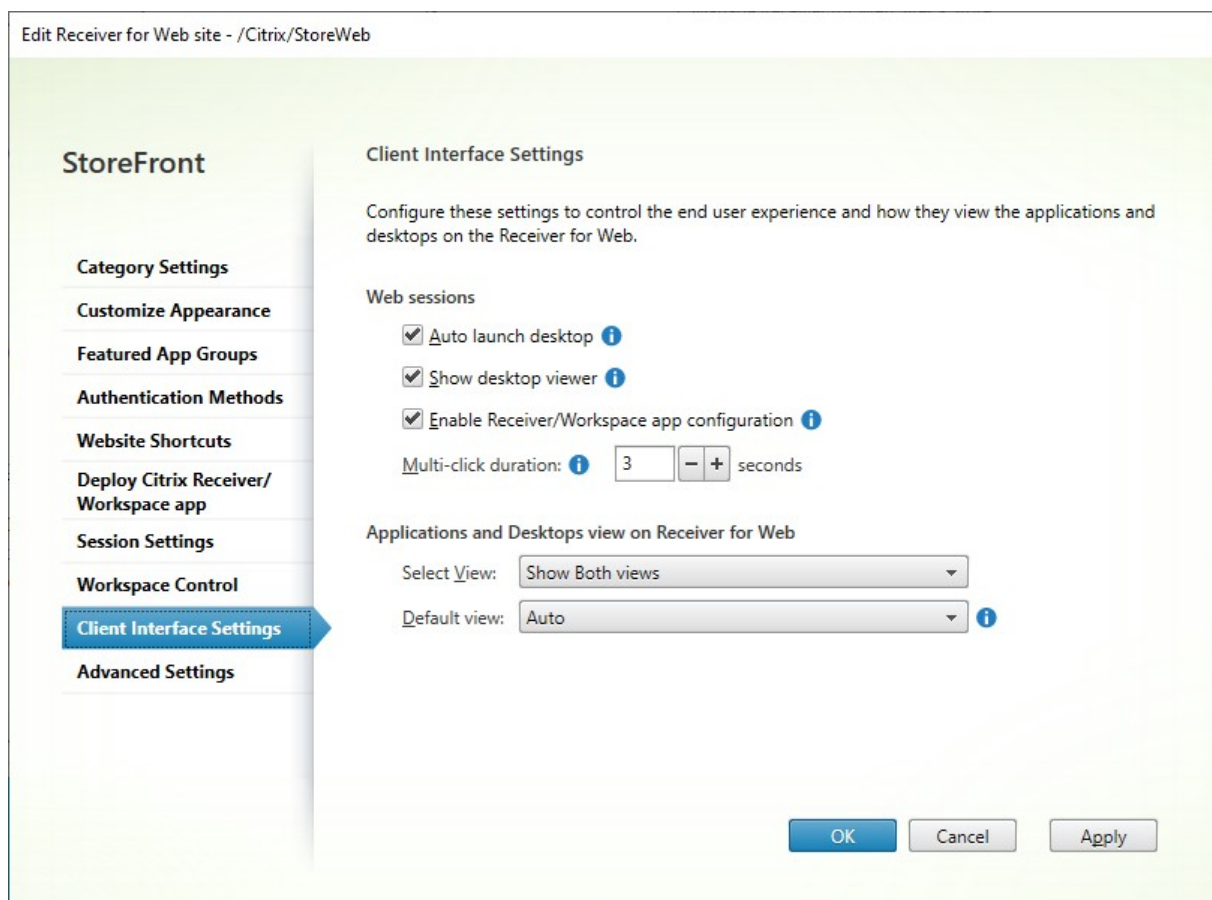 Edit Receiver for Web site - /Citrix/StoreWeb
StoreFront
Category Settings
Customize Appearance
Featured App Groups
Authentication Methods
Website Shortcuts
Deploy Citrix Receiver/
Workspace app
Session Settings
Workspace Control
Client Interface Settings
Advanced Settings
Client Interface Settings
Configure these settings to control the end user experience and how they view the applications and
desktops on the Receiver for Web.
Web sessions
Auto launch desktop
Show desktop viewer
Enable Receiver/Workspace app configuration
Multi-click duration: 3 seconds
Applications and Desktops view on Receiver for Web
Select View: Show Both views
Default view: Auto
OK Cancel Apply